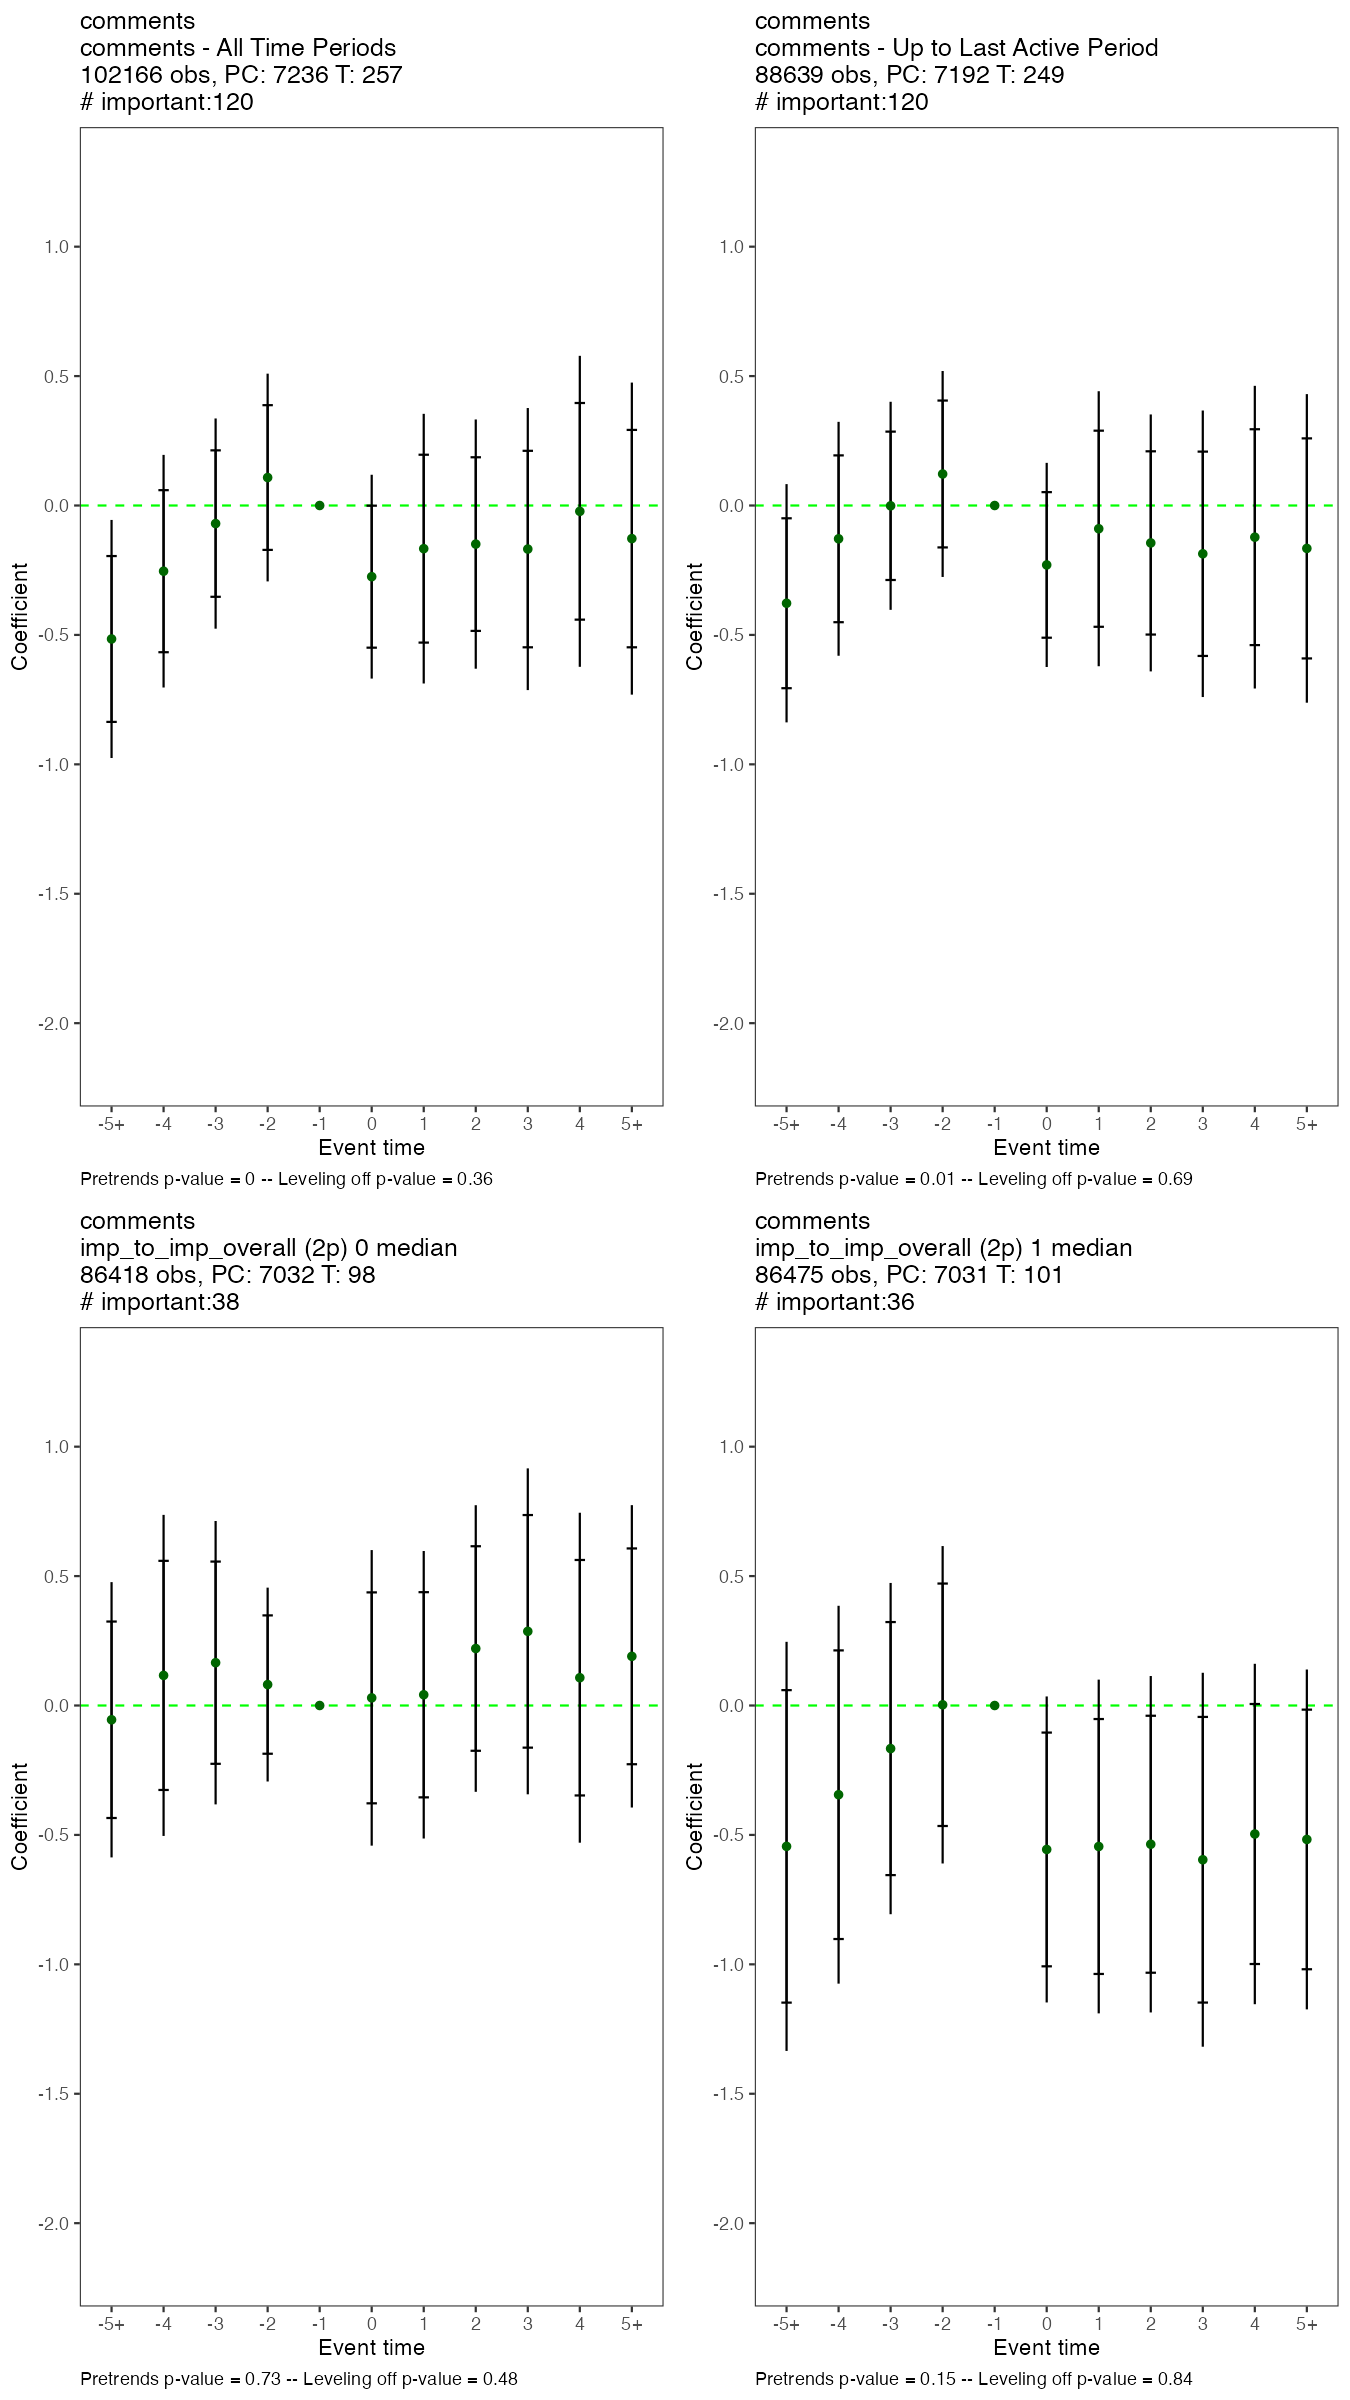 comments
comments - All Time Periods
102166 obs, PC: 7236 T: 257
# important:120
Coefficient
1.0
0.5
0.0
-0.5
-1.0
-1.5
-2.0
-5+ -4 -3 -2 -1 0 1 2 3 4 5+
Event time
Pretrends p-value = 0 -- Leveling off p-value = 0.36
comments
comments - Up to Last Active Period
88639 obs, PC: 7192 T: 249
# important:120
Coefficient
1.0
0.5
0.0
-0.5
-1.0
-1.5
-2.0
-5+ -4 -3 -2 -1 0 1 2 3 4 5+
Event time
Pretrends p-value = 0.01 -- Leveling off p-value = 0.69
comments
imp_to_imp_overall (2p) 0 median
86418 obs, PC: 7032 T: 98
# important:38
Coefficient
1.0
0.5
0.0
-0.5
-1.0
-1.5
-2.0
-5+ -4 -3 -2 -1 0 1 2 3 4 5+
Event time
Pretrends p-value = 0.73 -- Leveling off p-value = 0.48
comments
imp_to_imp_overall (2p) 1 median
86475 obs, PC: 7031 T: 101
# important:36
Coefficient
1.0
0.5
0.0
-0.5
-1.0
-1.5
-2.0
-5+ -4 -3 -2 -1 0 1 2 3 4 5+
Event time
Pretrends p-value = 0.15 -- Leveling off p-value = 0.84